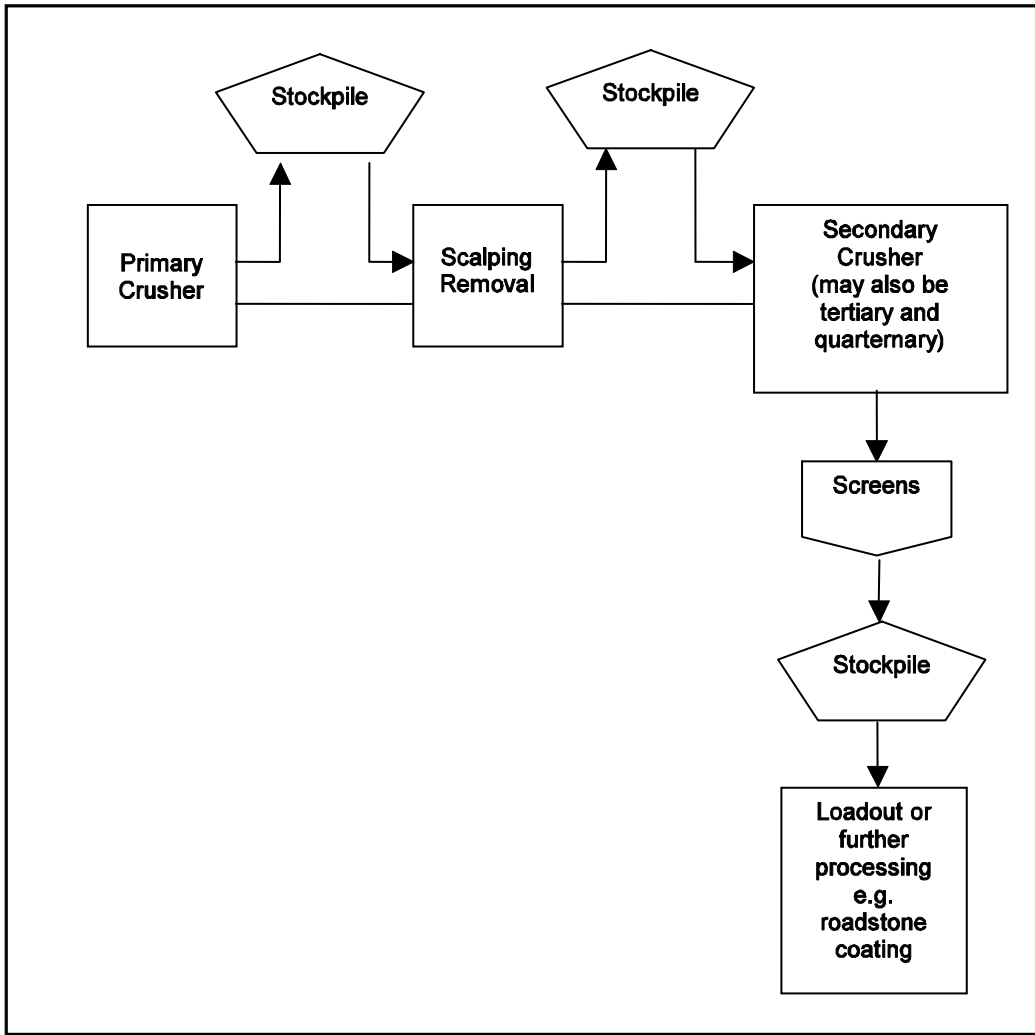 Stockpile
Stockpile
Primary
Crusher
Scalping
Removal
Secondary
Crusher
(may also be
tertiary and
quarternary)
Screens
Stockpile
Loadout or
further
processing
e.g.
roadstone
coating